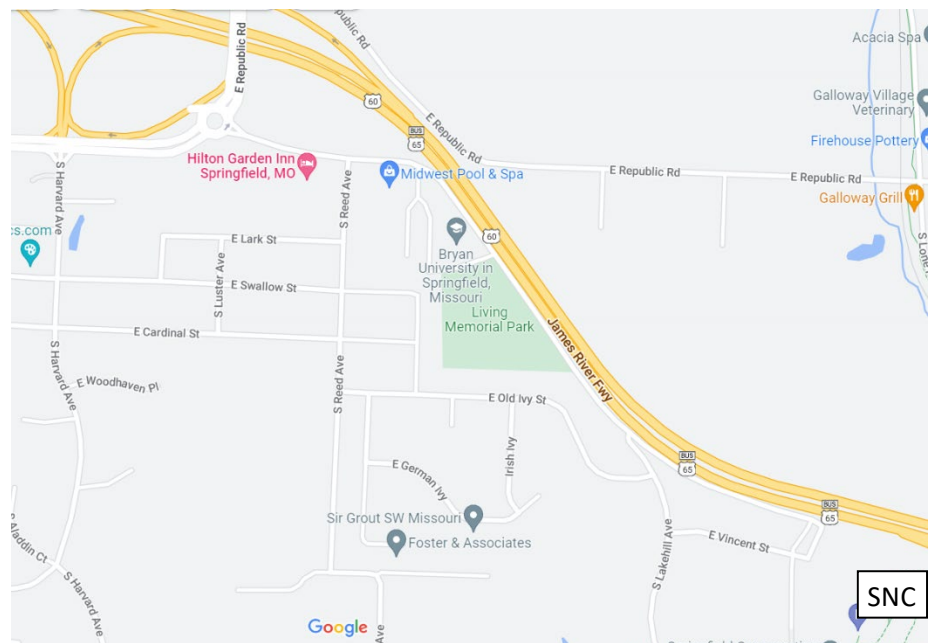 E Republic Rd
E Republic Rd
Acacia Spa
60
Galloway Village
Veterinary
BUS
65
E Republic Rd
Firehouse Pottery
Hilton Garden Inn
Springfield, MO
Midwest Pool & Spa
E Republic Rd
E Republic Rd
Galloway Grill
S Harvard Ave
S Reed Ave
cs.com
E Lark St
60
Bryan
University in
Springfield,
Missouri
S Lone
S Luster Ave
E Swallow St
Living
Memorial Park
E Cardinal St
James River Fwy
S Harvard Ave
E Woodhaven Pl
S Reed Ave
E Old Ivy St
Irish Ivy
E German Ivy
BUS
65
BUS
65
Sir Grout SW Missouri
Foster & Associates
E Vincent St
S Aladdin Ct
S Harvard Ave
S Lakehill Ave
SNC
Google
Ave